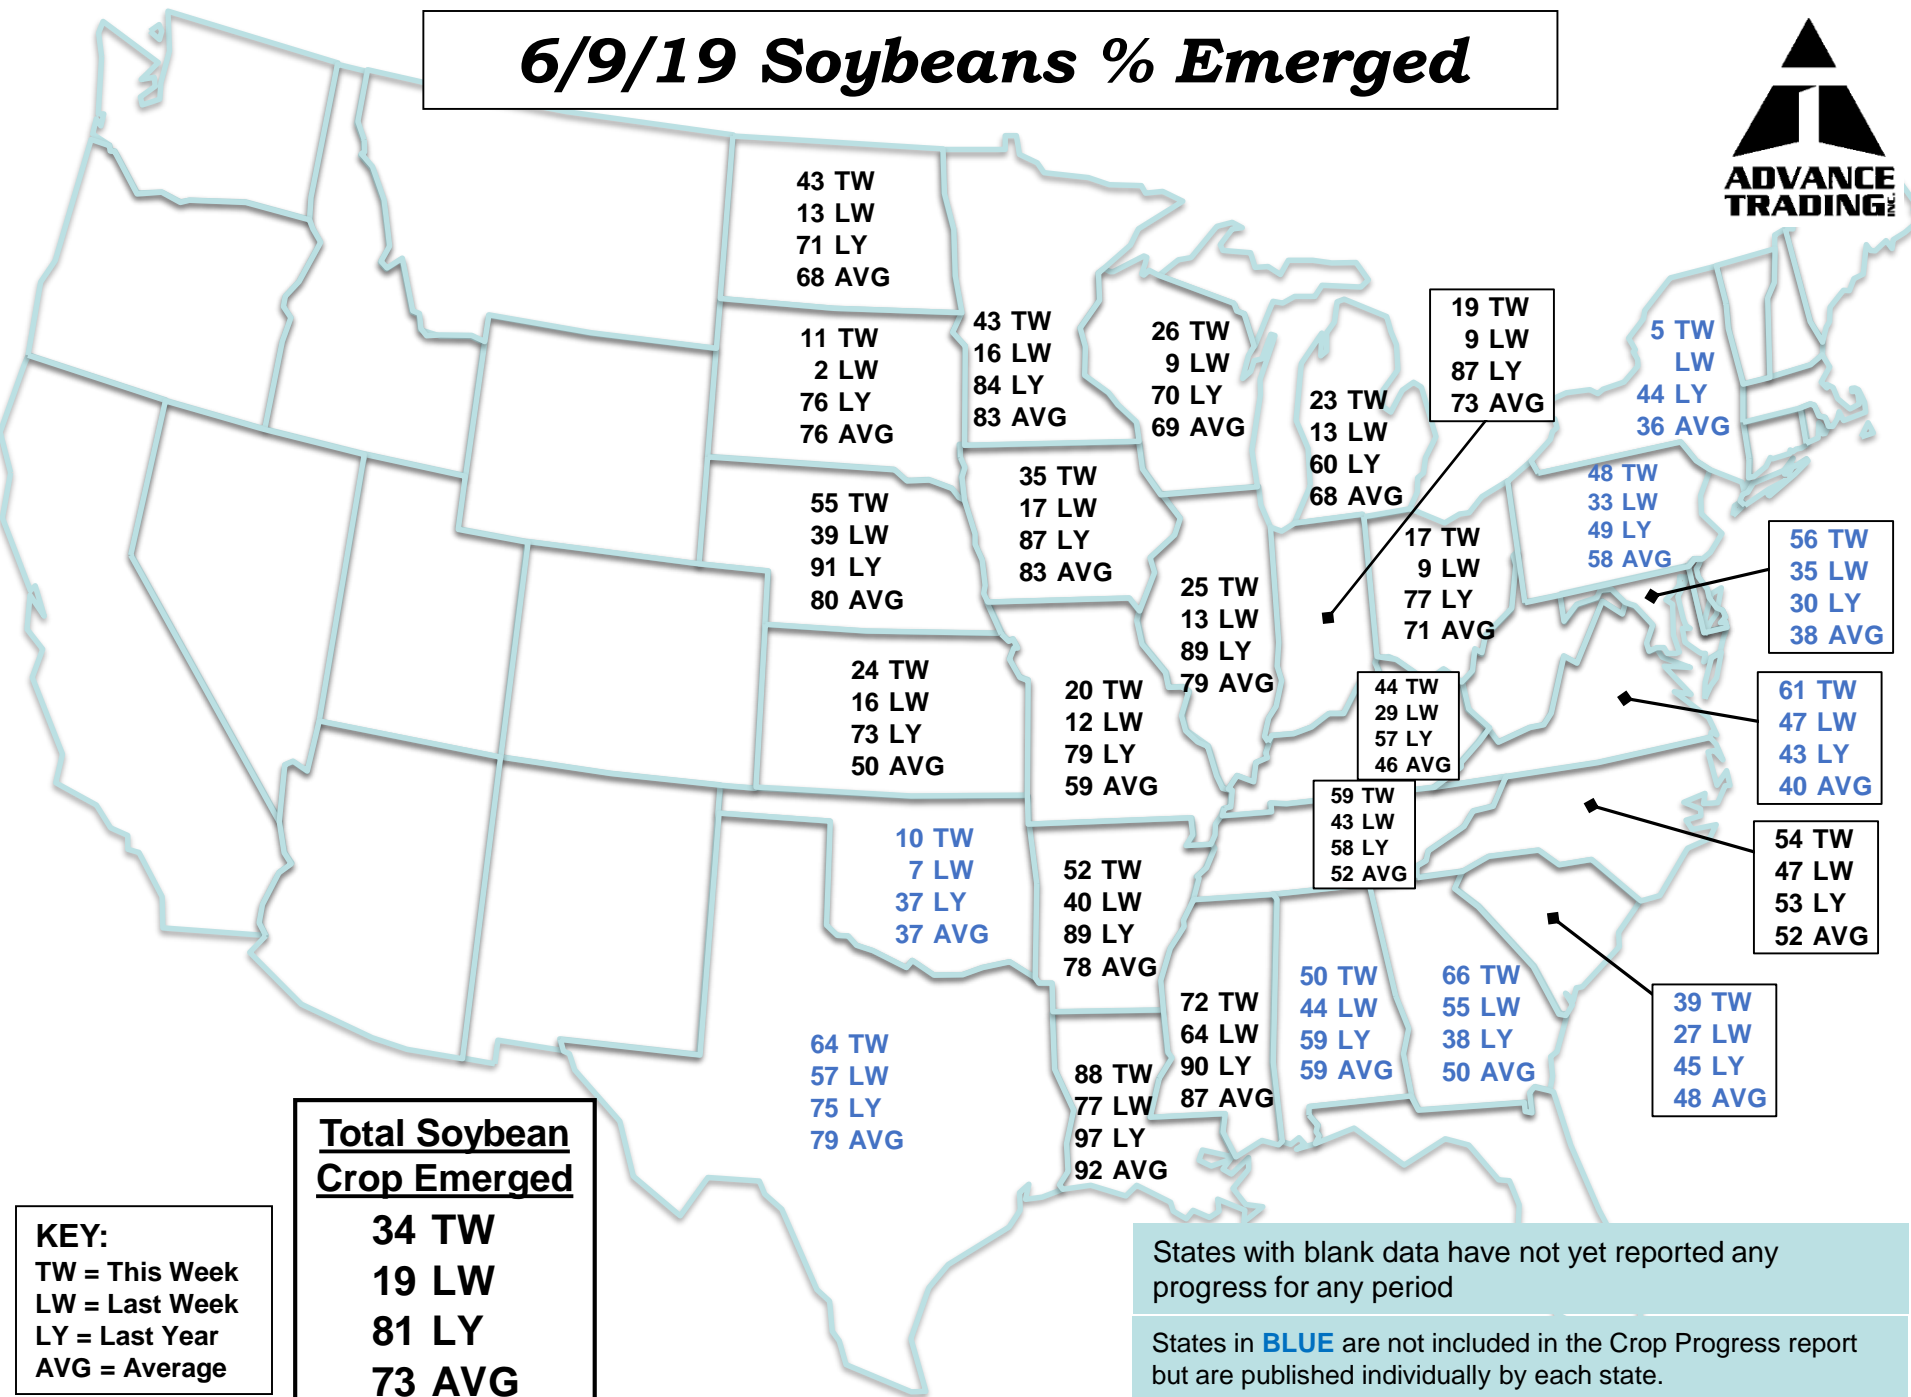 6/9/19 Soybeans % Emerged
ADVANCE
TRADING INC.
43 TW
13 LW
71 LY
68 AVG
11 TW
2 LW
76 LY
76 AVG
43 TW
16 LW
84 LY
83 AVG
26 TW
9 LW
70 LY
69 AVG
23 TW
13 LW
60 LY
68 AVG
19 TW
9 LW
87 LY
73 AVG
5 TW
LW
44 LY
36 AVG
55 TW
39 LW
91 LY
80 AVG
35 TW
17 LW
87 LY
83 AVG
25 TW
13 LW
89 LY
79 AVG
17 TW
9 LW
77 LY
71 AVG
48 TW
33 LW
49 LY
58 AVG
56 TW
35 LW
30 LY
38 AVG
24 TW
16 LW
73 LY
50 AVG
20 TW
12 LW
79 LY
59 AVG
44 TW
29 LW
57 LY
46 AVG
61 TW
47 LW
43 LY
40 AVG
59 TW
43 LW
58 LY
52 AVG
54 TW
47 LW
53 LY
52 AVG
10 TW
7 LW
37 LY
37 AVG
52 TW
40 LW
89 LY
78 AVG
72 TW
64 LW
90 LY
87 AVG
50 TW
44 LW
59 LY
59 AVG
66 TW
55 LW
38 LY
50 AVG
39 TW
27 LW
45 LY
48 AVG
64 TW
57 LW
75 LY
79 AVG
88 TW
77 LW
97 LY
92 AVG
Total Soybean
Crop Emerged
34 TW
19 LW
81 LY
73 AVG
KEY:
TW = This Week
LW = Last Week
LY = Last Year
AVG = Average
States with blank data have not yet reported any
progress for any period
States in BLUE are not included in the Crop Progress report
but are published individually by each state.